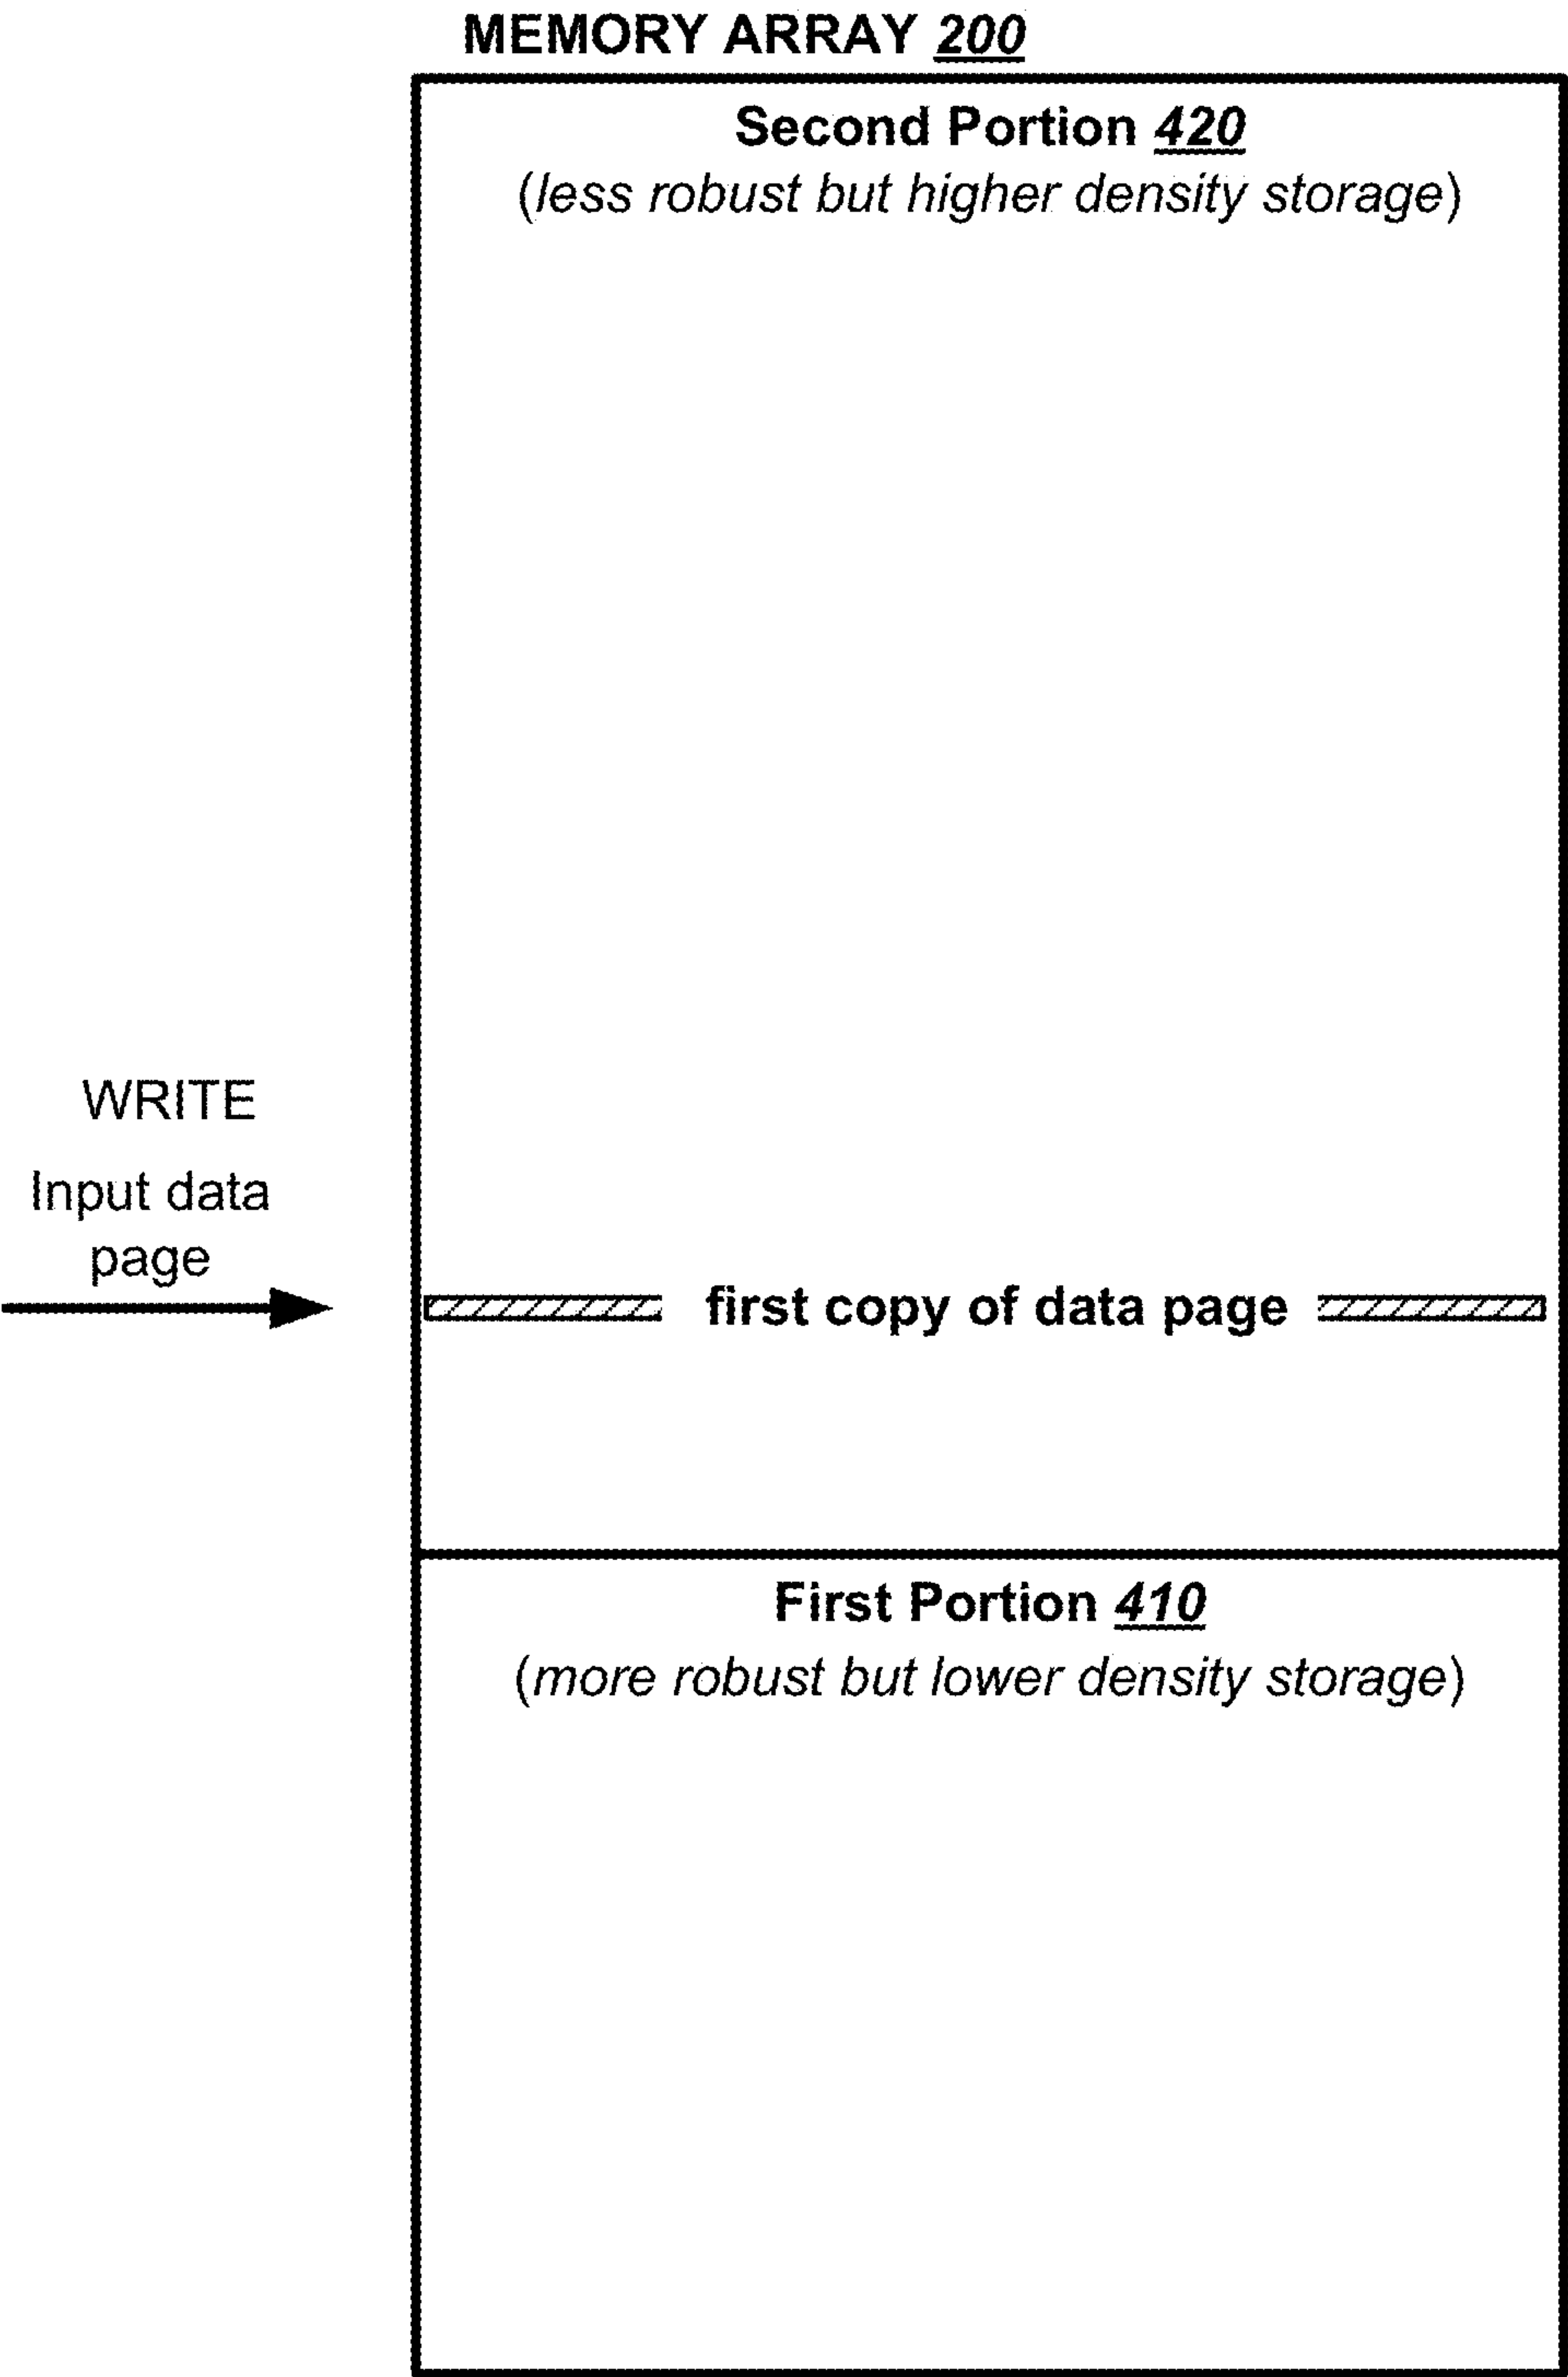 MEMORY ARRAY 200
Second Portion 420
(less robust but higher density storage)
WRITE
Input data
page
first copy of data page
First Portion 410
(more robust but lower density storage)